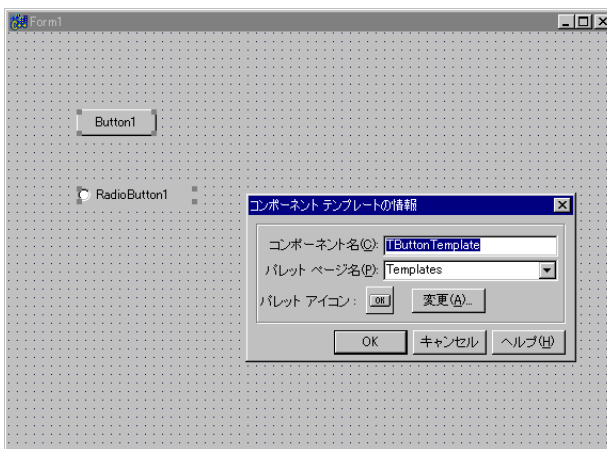 Form1
Button1
RadioButton1
コンポーネント テンプレートの情報
コンポーネント名(C): TButtonTemplate
パレット ページ名(P): Templates
パレット アイコン : OK 変更(A)...
OK キャンセル ヘルプ(H)